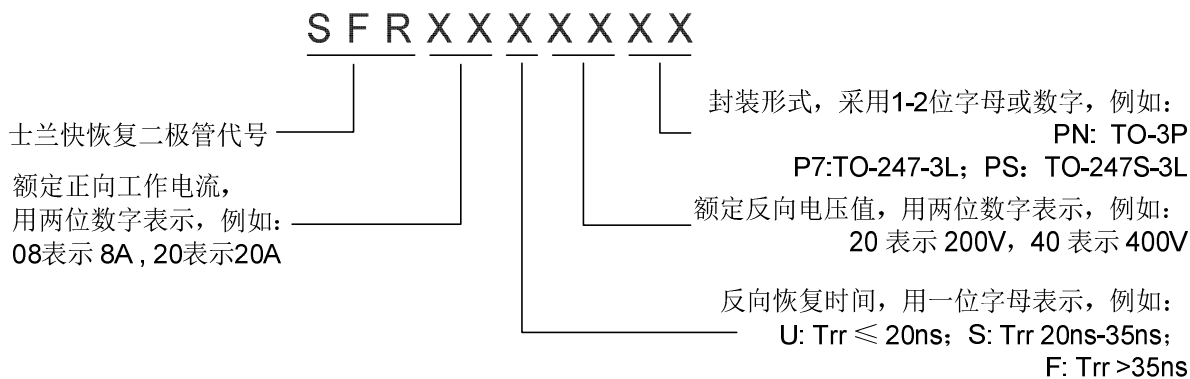 SFRXXXXXXX
封装形式，采用1-2位字母或数字，例如：
PN: TO-3P
P7:TO-247-3L；PS：TO-247S-3L
士兰快恢复二极管代号
额定正向工作电流，
用两位数字表示，例如：
08表示 8A , 20表示20A
额定反向电压值，用两位数字表示，例如：
20 表示 200V，40 表示 400V
反向恢复时间，用一位字母表示，例如：
U: Trr ≤ 20ns；S: Trr 20ns-35ns；
F: Trr >35ns